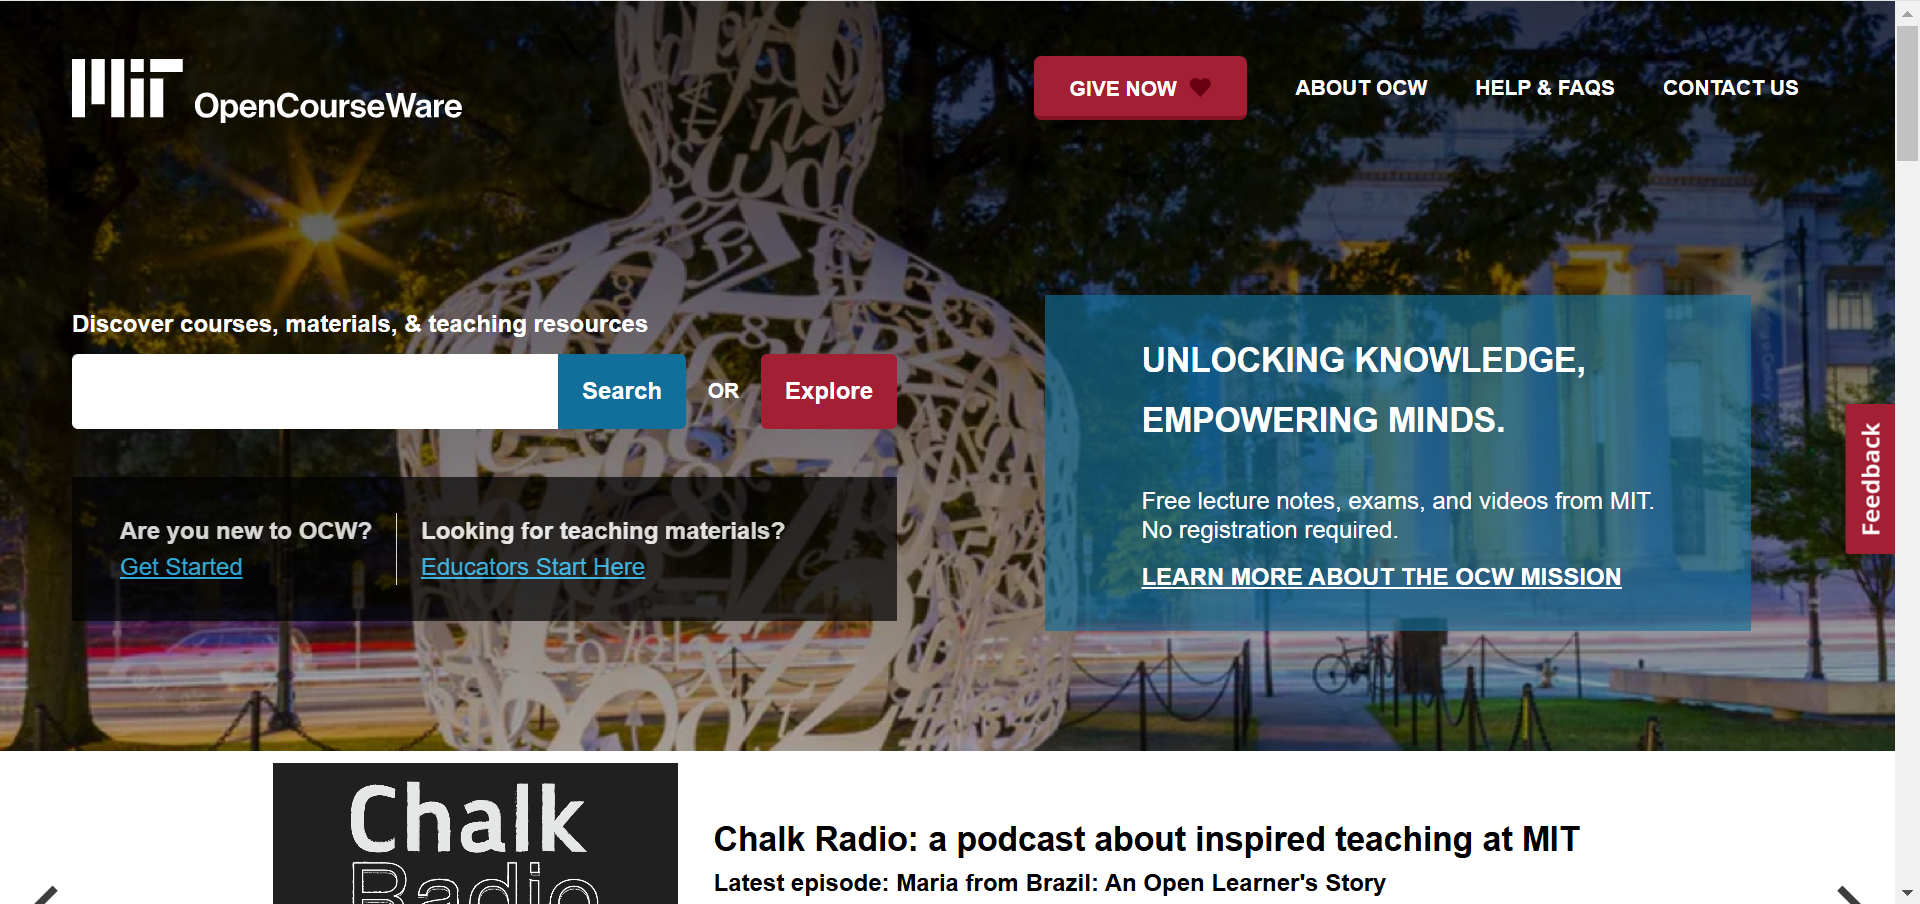 MIT OpenCourseWare
GIVE NOW
ABOUT OCW
HELP & FAQS
CONTACT US
Discover courses, materials, & teaching resources
Search
OR
Explore
Are you new to OCW?
Get Started
Looking for teaching materials?
Educators Start Here
UNLOCKING KNOWLEDGE,
EMPOWERING MINDS.
Free lecture notes, exams, and videos from MIT.
No registration required.
LEARN MORE ABOUT THE OCW MISSION
Feedback
Chalk
Radio
Chalk Radio: a podcast about inspired teaching at MIT
Latest episode: Maria from Brazil: An Open Learner's Story